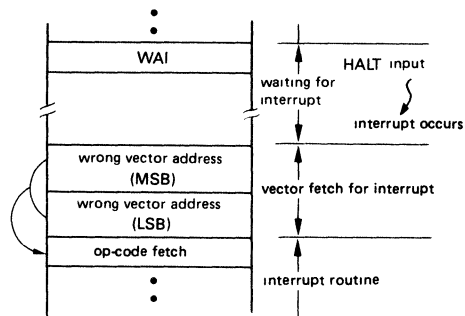 WAI
HALT input
waiting for
interrupt
interrupt occurs
wrong vector address
(MSB)
vector fetch for interrupt
wrong vector address
(LSB)
op-code fetch
interrupt routine